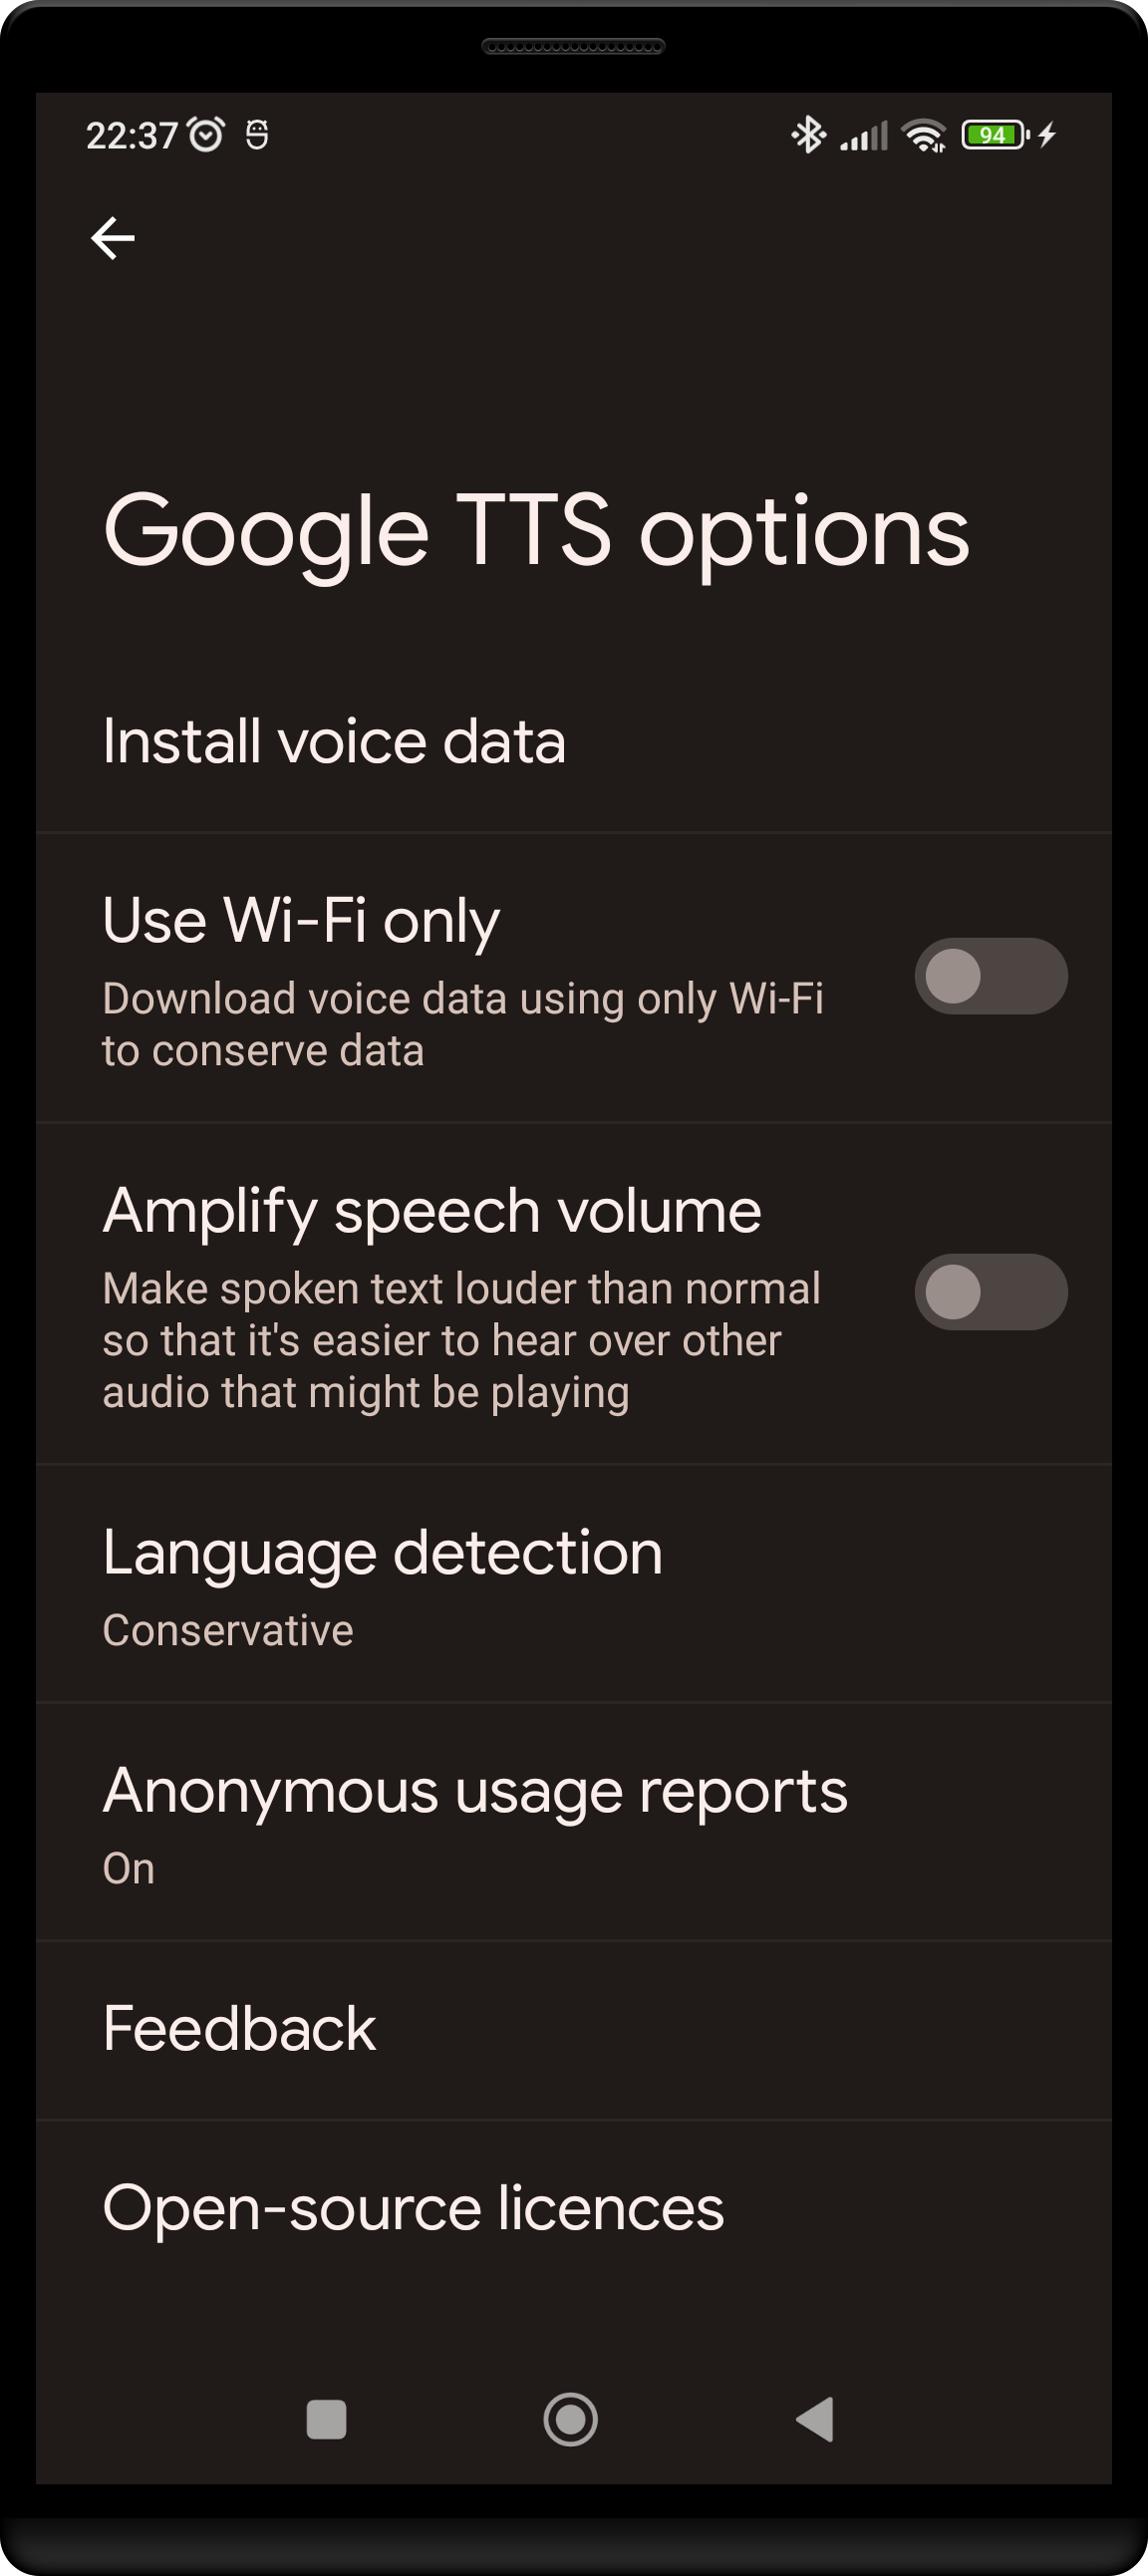 22:37
94
Google TTS options
Install voice data
Use Wi-Fi only
Download voice data using only Wi-Fi
to conserve data
Amplify speech volume
Make spoken text louder than normal
so that it's easier to hear over other
audio that might be playing
Language detection
Conservative
Anonymous usage reports
On
Feedback
Open-source licences